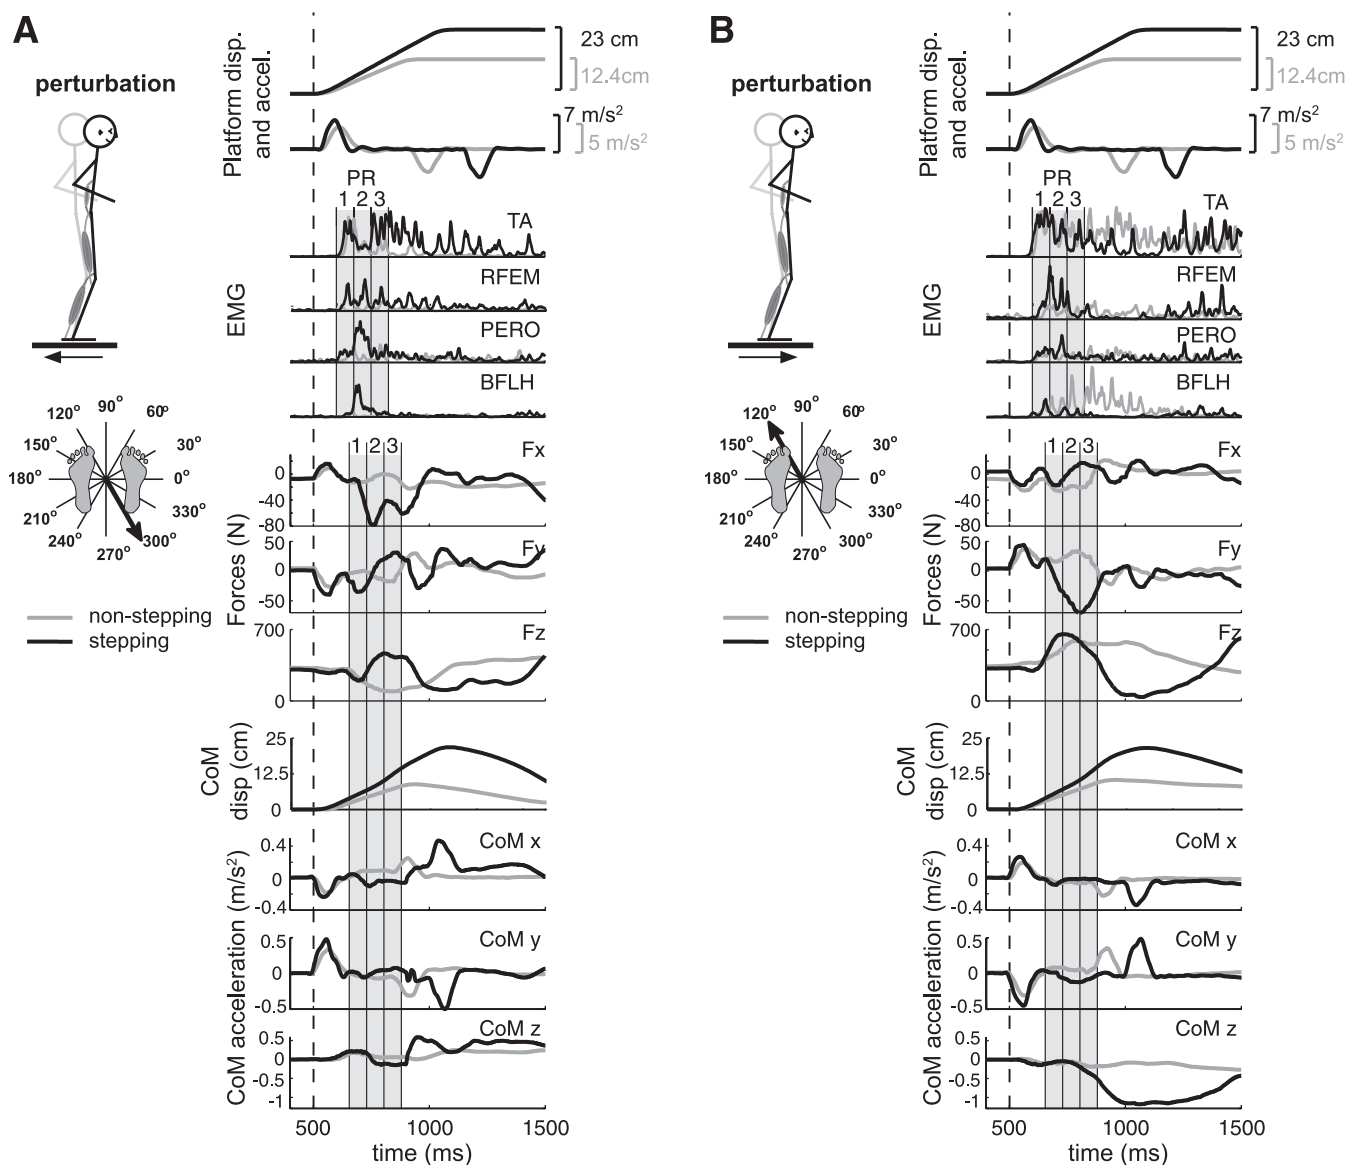 A
perturbation
Platform disp.
and accel.
23 cm
12.4cm
7 m/s²
5 m/s²
PR
1 2 3
EMG
TA
RFEM
PERO
BFLH
120°
90°
60°
150°
30°
180°
0°
210°
330°
240°
270°
300°
non-stepping
stepping
1 2 3
Forces (N)
Fx
0
-40
-80
Fy
50
0
-50
Fz
700
0
CoM
disp (cm)
25
12.5
0
CoM acceleration (m/s²)
CoM x
0.4
0
-0.4
CoM y
0.5
0
-0.5
CoM z
0.5
0
-0.5
-1
500 1000 1500
time (ms)
B
perturbation
Platform disp.
and accel.
23 cm
12.4cm
7 m/s²
5 m/s²
PR
1 2 3
EMG
TA
RFEM
PERO
BFLH
120°
90°
60°
150°
30°
180°
0°
210°
330°
240°
270°
300°
non-stepping
stepping
1 2 3
Forces (N)
Fx
0
-40
-80
Fy
50
0
-50
Fz
700
0
CoM
disp (cm)
25
12.5
0
CoM acceleration (m/s²)
CoM x
0.4
0
-0.4
CoM y
0.5
0
-0.5
CoM z
0.5
0
-0.5
-1
500 1000 1500
time (ms)